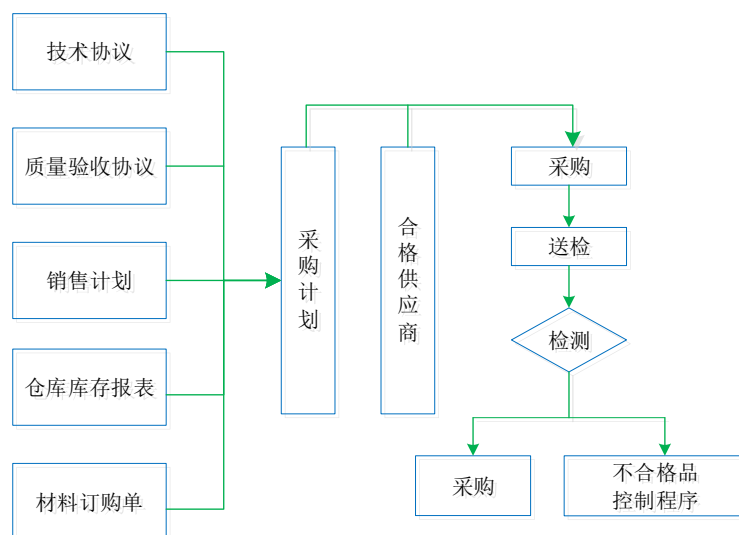 技术协议
质量验收协议
销售计划
仓库库存报表
材料订购单
采购计划
合格供应商
采购
送检
检测
采购
不合格品
控制程序